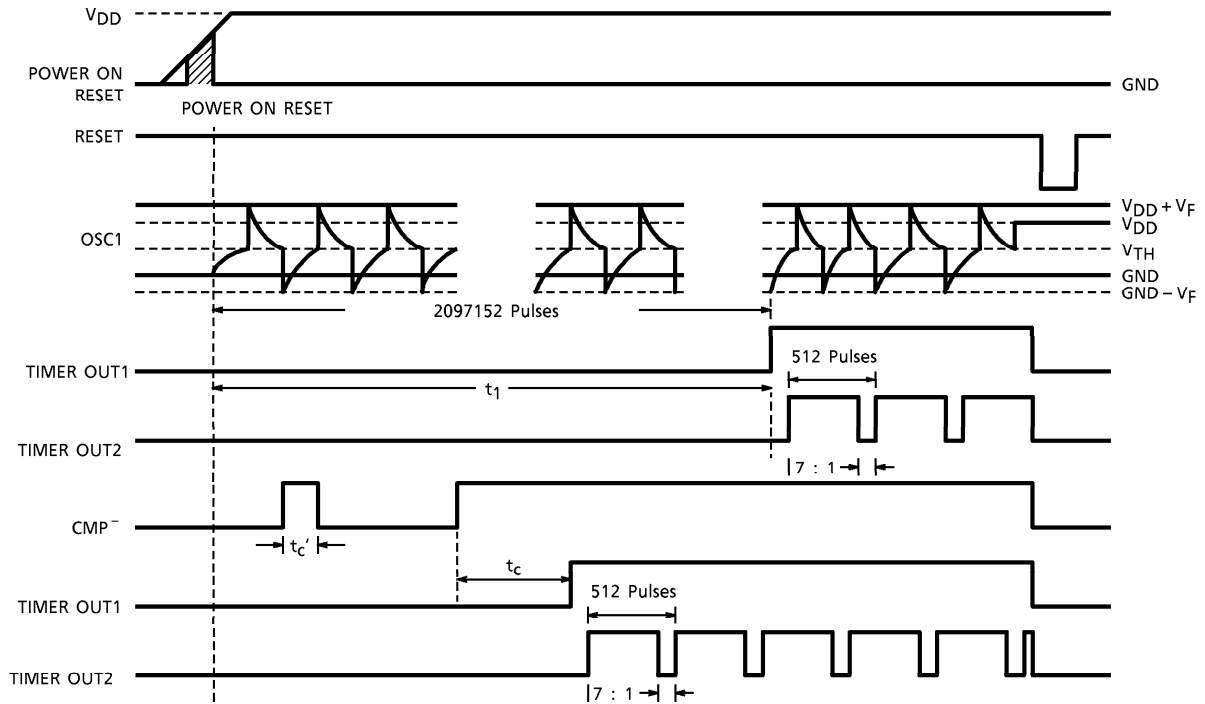 VDD
POWER ON
RESET
GND
POWER ON RESET
RESET
VDD + VF
VDD
OSC1
VTH
GND
GND – VF
2097152 Pulses
512 Pulses
TIMER OUT1
t1
TIMER OUT2
7 : 1
CMP⁻
tc'
tc
512 Pulses
TIMER OUT1
TIMER OUT2
7 : 1